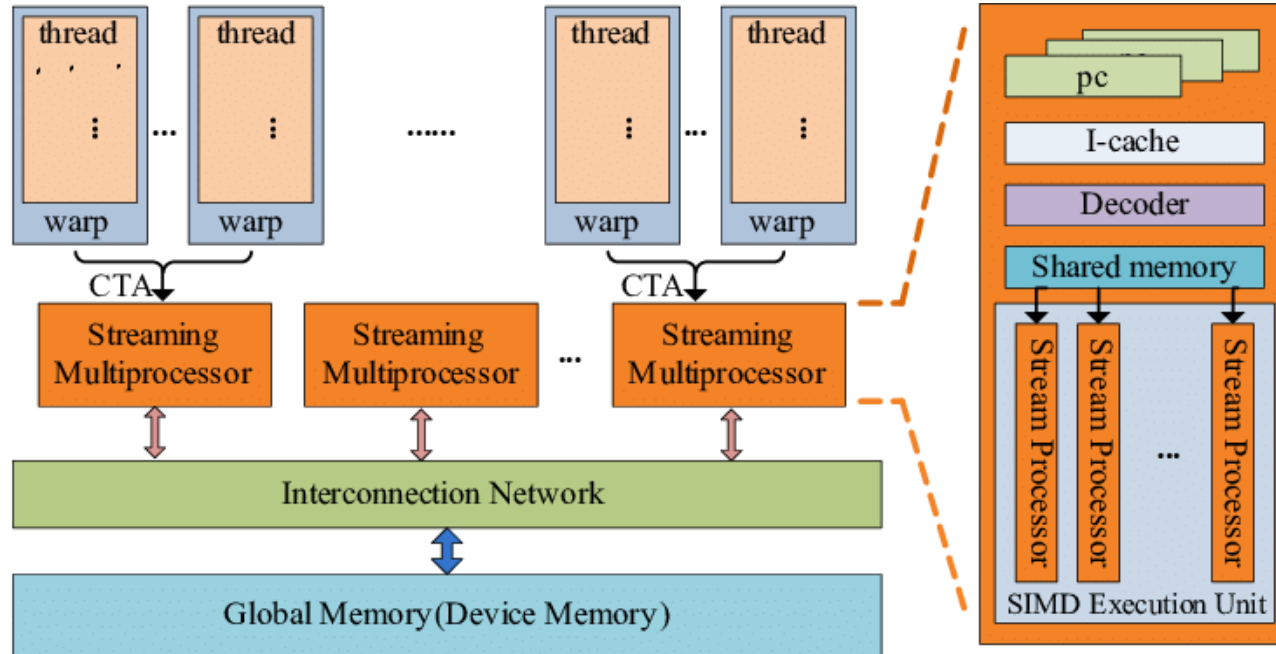 thread
thread
thread
thread
...
......
...
warp
warp
warp
warp
CTA
CTA
Streaming
Multiprocessor
Streaming
Multiprocessor
...
Streaming
Multiprocessor
Interconnection Network
Global Memory(Device Memory)
pc
I-cache
Decoder
Shared memory
Stream Processor
Stream Processor
...
Stream Processor
SIMD Execution Unit